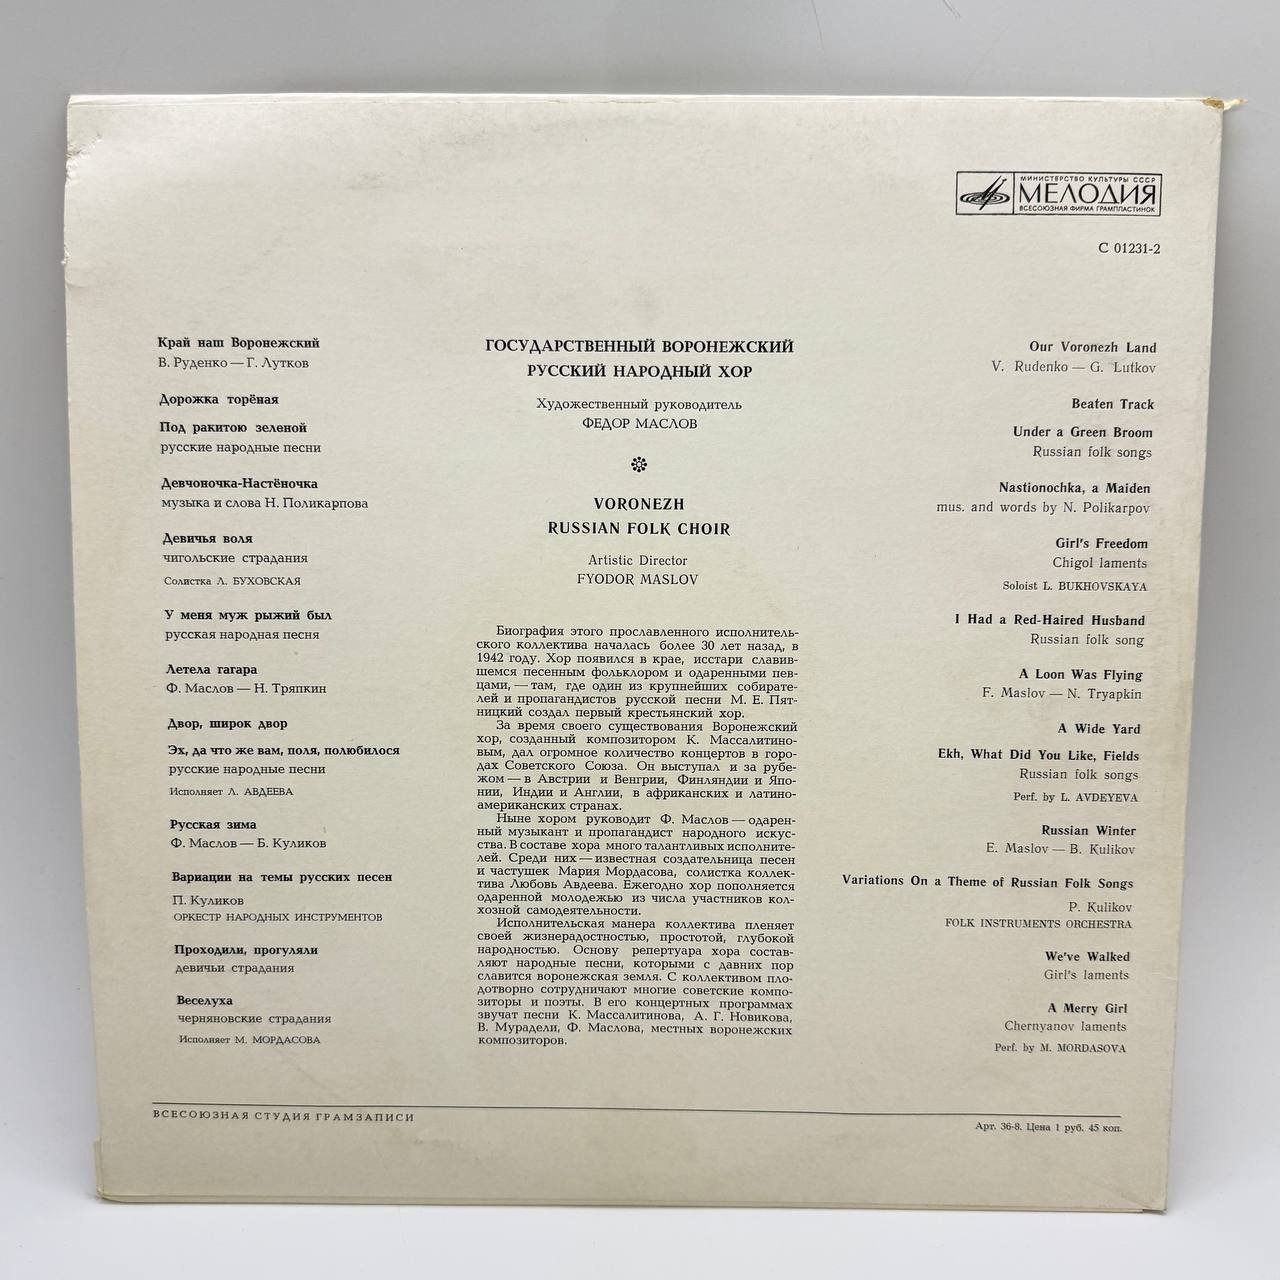 МИНИСТЕРСТВО КУЛЬТУРЫ СССР
МЕЛОДИЯ
ВСЕСОЮЗНАЯ ФИРМА ГРАМПЛАСТИНОК
С 01231-2
Край наш Воронежский
В. Руденко — Г. Лутков
Дорожка торёная
Под ракитою зеленой
русские народные песни
Девчоночка-Настёночка
музыка и слова Н. Поликарпова
Девичья воля
чигольские страдания
Солистка Л. БУХОВСКАЯ
У меня муж рыжий был
русская народная песня
Летела гагара
Ф. Маслов — Н. Тряпкин
Двор, широк двор
Эх, да что же вам, поля, полюбилося
русские народные песни
Исполняет Л. АВДЕЕВА
Русская зима
Ф. Маслов — Б. Куликов
Вариации на темы русских песен
П. Куликов
ОРКЕСТР НАРОДНЫХ ИНСТРУМЕНТОВ
Проходили, прогуляли
девичьи страдания
Веселуха
черняновские страдания
Исполняет М. МОРДАСОВА
ГОСУДАРСТВЕННЫЙ ВОРОНЕЖСКИЙ
РУССКИЙ НАРОДНЫЙ ХОР
Художественный руководитель
ФЕДОР МАСЛОВ
VORONEZH
RUSSIAN FOLK CHOIR
Artistic Director
FYODOR MASLOV
Биография этого прославленного исполнитель-
ского коллектива началась более 30 лет назад, в
1942 году. Хор появился в крае, исстари славив-
шемся песенным фольклором и одаренными пев-
цами, — там, где один из крупнейших собирате-
лей и пропагандистов русской песни М. Е. Пят-
ницкий создал первый крестьянский хор.
За время своего существования Воронежский
хор, созданный композитором К. Массалитино-
вым, дал огромное количество концертов в горо-
дах Советского Союза. Он выступал и за рубе-
жом — в Австрии и Венгрии, Финляндии и Япо-
нии, Индии и Англии, в африканских и латино-
американских странах.
Ныне хором руководит Ф. Маслов — одарен-
ный музыкант и пропагандист народного искус-
ства. В составе хора много талантливых исполните-
лей. Среди них — известная создательница песен
и частушек Мария Мордасова, солистка коллек-
тива Любовь Авдеева. Ежегодно хор пополняется
одаренной молодежью из числа участников кол-
хозной самодеятельности.
Исполнительская манера коллектива пленяет
своей жизнерадостностью, простотой, глубокой
народностью. Основу репертуара хора состав-
ляют народные песни, которыми с давних пор
славится воронежская земля. С коллективом пло-
дотворно сотрудничают многие советские компо-
зиторы и поэты. В его концертных программах
звучат песни К. Массалитинова, А. Г. Новикова,
В. Мурадели, Ф. Маслова, местных воронежских
композиторов.
Our Voronezh Land
V. Rudenko — G. Lutkov
Beaten Track
Under a Green Broom
Russian folk songs
Nastionochka, a Maiden
mus. and words by N. Polikarpov
Girl's Freedom
Chigol laments
Soloist L. BUKHOVSKAYA
I Had a Red-Haired Husband
Russian folk song
A Loon Was Flying
F. Maslov — N. Tryapkin
A Wide Yard
Ekh, What Did You Like, Fields
Russian folk songs
Perf. by L. AVDEYEVA
Russian Winter
E. Maslov — B. Kulikov
Variations On a Theme of Russian Folk Songs
P. Kulikov
FOLK INSTRUMENTS ORCHESTRA
We've Walked
Girl's laments
A Merry Girl
Chernyanov laments
Perf. by M. MORDASOVA
ВСЕСОЮЗНАЯ СТУДИЯ ГРАМЗАПИСИ
Арт. 36-8. Цена 1 руб. 45 коп.